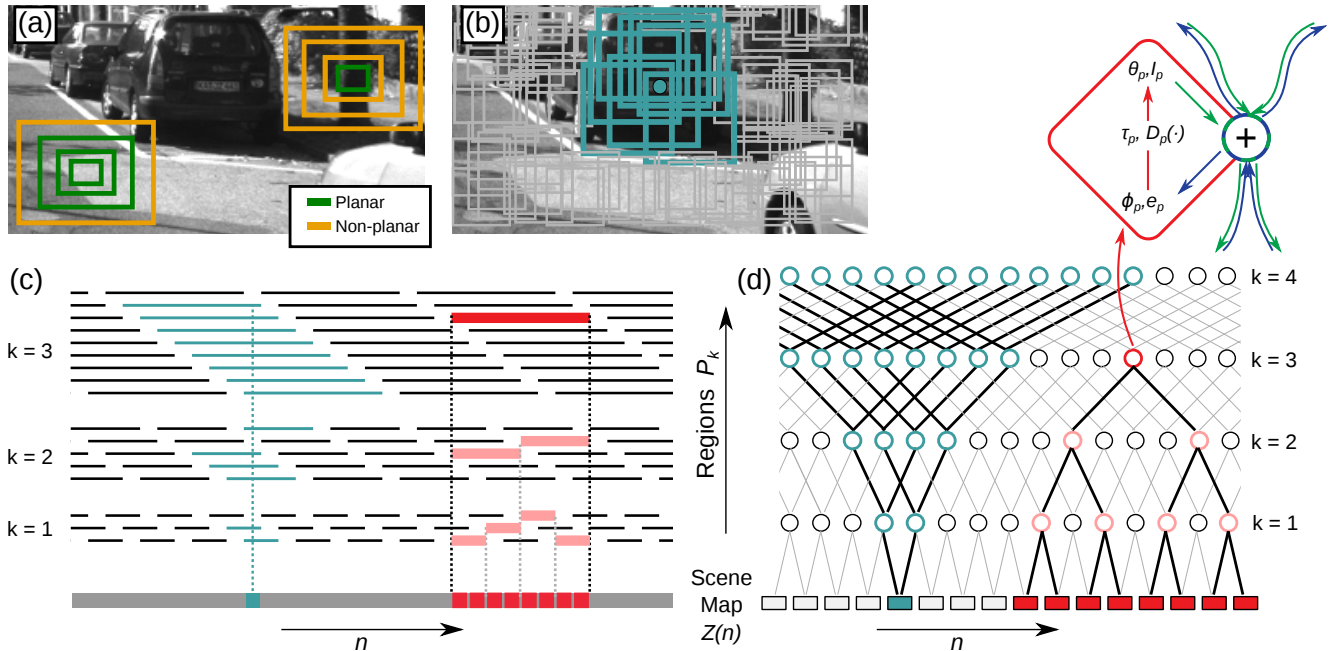 (a)
Planar
Non-planar
(b)
θp,Ip
τp, Dp(·)
ϕp,ep
+
(c)
k = 3
k = 2
k = 1
n
(d)
k = 4
k = 3
k = 2
k = 1
Regions Pk
Scene
Map
Z(n)
n